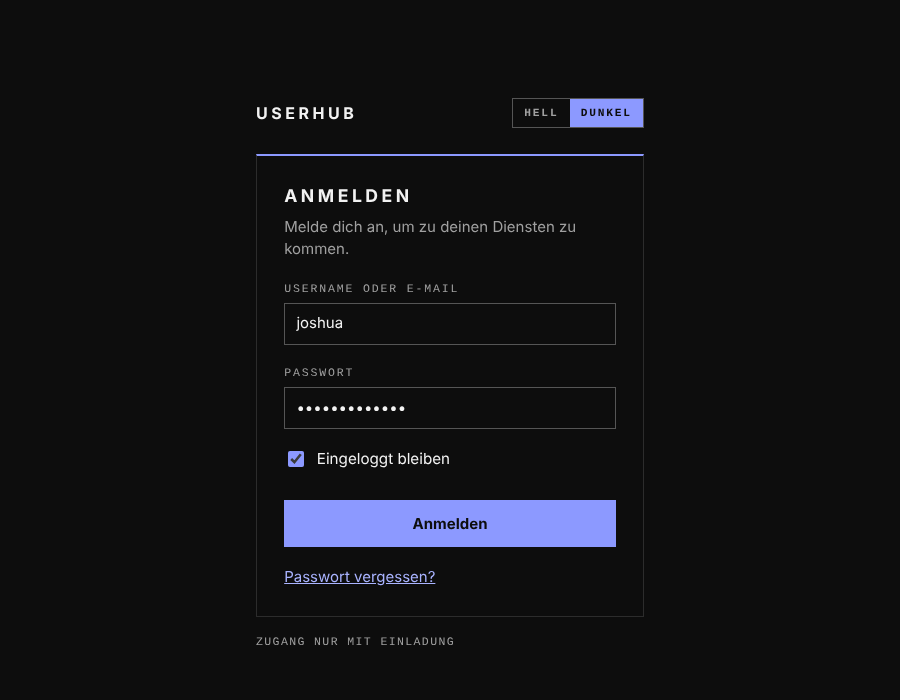 USERHUB
HELL DUNKEL
ANMELDEN
Melde dich an, um zu deinen Diensten zu
kommen.
USERNAME ODER E-MAIL
joshua
PASSWORT
•••••••••••••
Eingeloggt bleiben
Anmelden
Passwort vergessen?
ZUGANG NUR MIT EINLADUNG